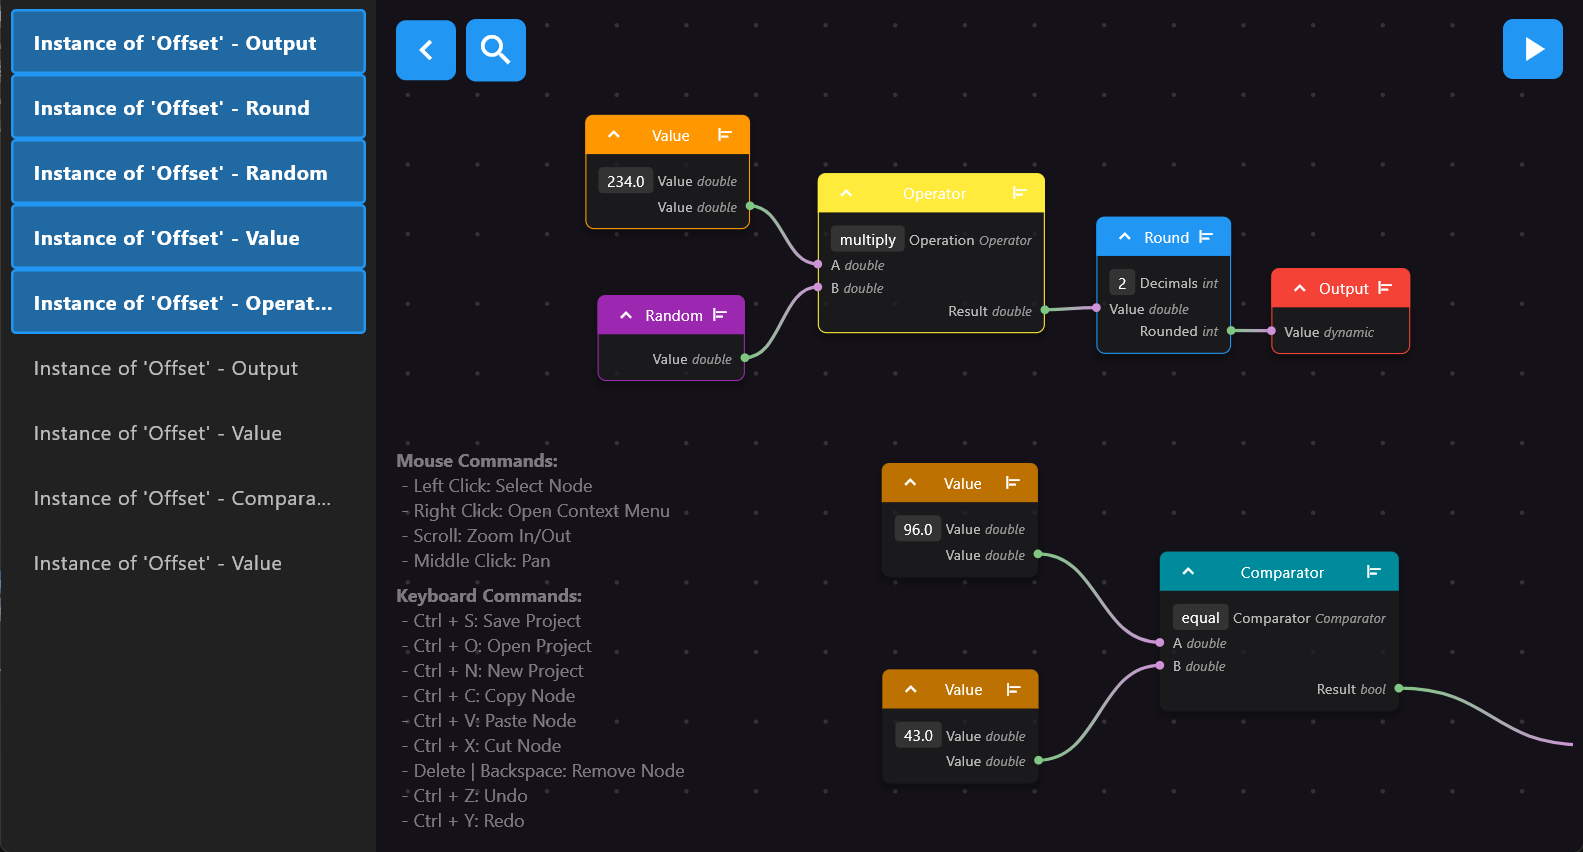 Instance of 'Offset' - Output
Instance of 'Offset' - Round
Instance of 'Offset' - Random
Instance of 'Offset' - Value
Instance of 'Offset' - Operat...
Instance of 'Offset' - Output
Instance of 'Offset' - Value
Instance of 'Offset' - Compara...
Instance of 'Offset' - Value
Value
234.0 Value double
Value double
Random
Value double
Operator
multiply Operation Operator
A double
B double
Result double
Round
2 Decimals int
Value double
Rounded int
Output
Value dynamic
Mouse Commands:
- Left Click: Select Node
- Right Click: Open Context Menu
- Scroll: Zoom In/Out
- Middle Click: Pan
Keyboard Commands:
- Ctrl + S: Save Project
- Ctrl + O: Open Project
- Ctrl + N: New Project
- Ctrl + C: Copy Node
- Ctrl + V: Paste Node
- Ctrl + X: Cut Node
- Delete | Backspace: Remove Node
- Ctrl + Z: Undo
- Ctrl + Y: Redo
Value
96.0 Value double
Value double
Value
43.0 Value double
Value double
Comparator
equal Comparator Comparator
A double
B double
Result bool